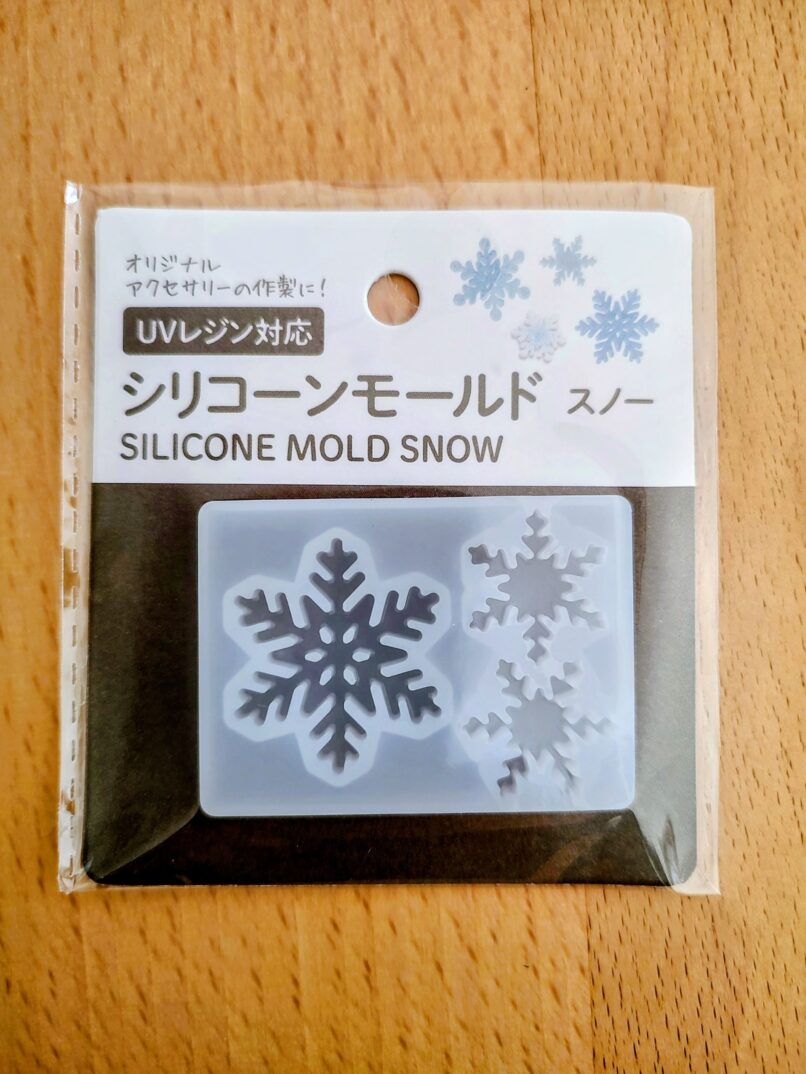 オリジナル
アクセサリーの作製に!
UVレジン対応
シリコーンモールド スノー
SILICONE MOLD SNOW